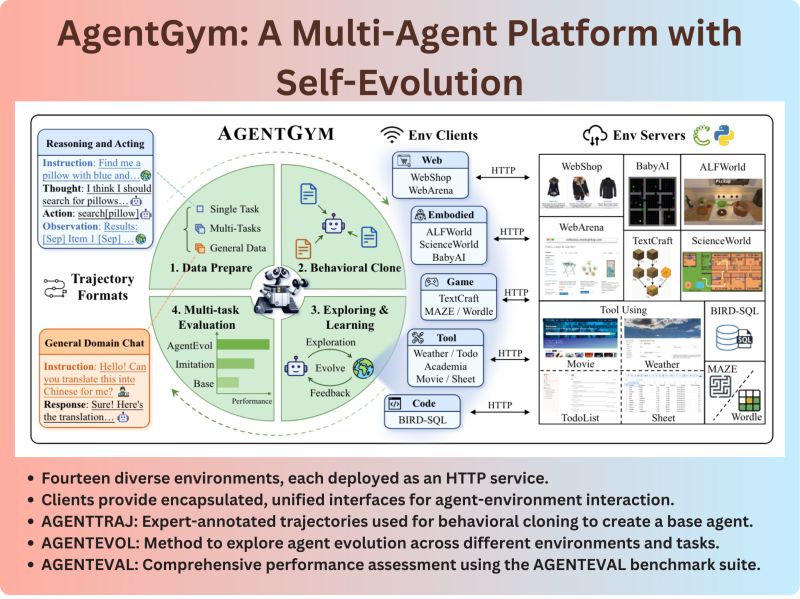 AgentGym: A Multi-Agent Platform with
Self-Evolution
Reasoning and Acting
Instruction: Find me a
pillow with blue and…
Thought: I think I should
search for pillows…
Action: search[pillow]
Observation: Results:
[Sep] Item 1 [Sep] …
Trajectory
Formats
General Domain Chat
Instruction: Hello! Can
you translate this into
Chinese for me?
Response: Sure! Here's
the translation…
AGENTGYM
Single Task
Multi-Tasks
General Data
1. Data Prepare
2. Behavioral Clone
4. Multi-task
Evaluation
AgentEvol
Imitation
Base
Performance
3. Exploring &
Learning
Exploration
Evolve
Feedback
Env Clients
Web
WebShop
WebArena
HTTP
Embodied
ALFWorld
ScienceWorld
BabyAI
HTTP
Game
TextCraft
MAZE / Wordle
HTTP
Tool
Weather / Todo
Academia
Movie / Sheet
HTTP
Code
BIRD-SQL
HTTP
Env Servers
WebShop
BabyAI
ALFWorld
WebArena
TextCraft
ScienceWorld
Tool Using
Movie
Weather
TodoList
Sheet
BIRD-SQL
SQL
MAZE
Wordle
• Fourteen diverse environments, each deployed as an HTTP service.
• Clients provide encapsulated, unified interfaces for agent-environment interaction.
• AGENTTRAJ: Expert-annotated trajectories used for behavioral cloning to create a base agent.
• AGENTEVOL: Method to explore agent evolution across different environments and tasks.
• AGENTEVAL: Comprehensive performance assessment using the AGENTEVAL benchmark suite.